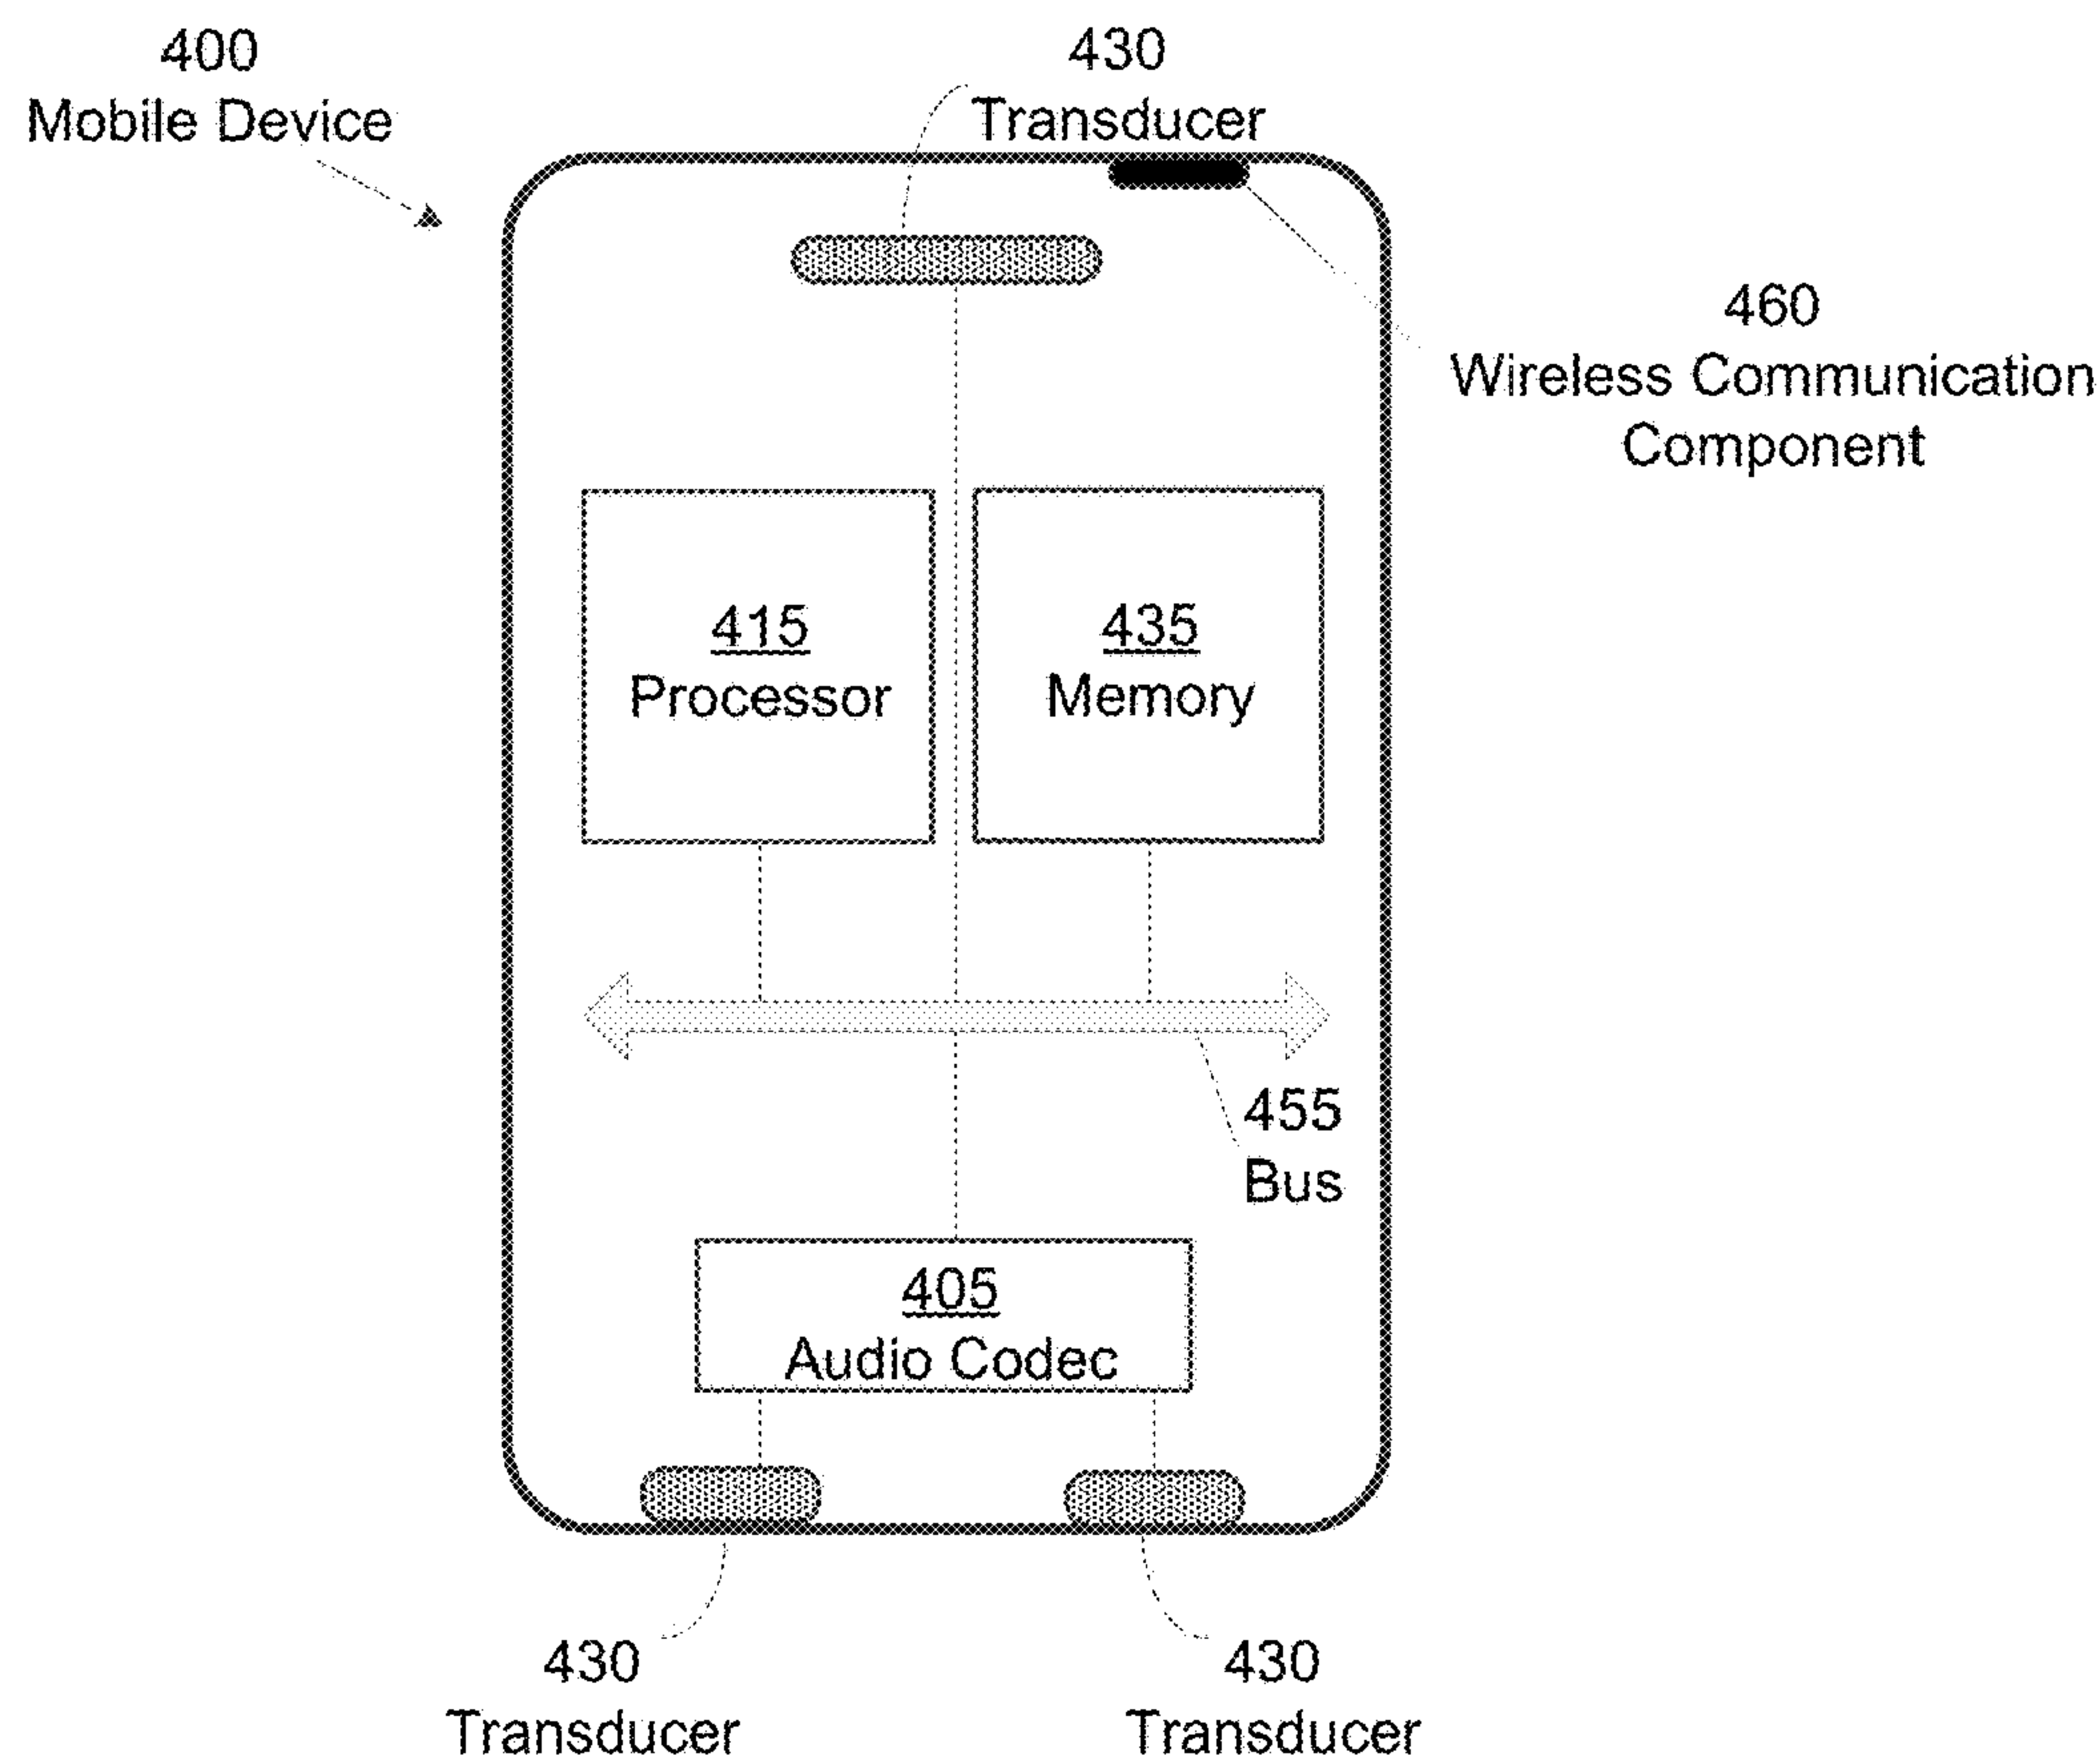 400
Mobile Device
430
Transducer
460
Wireless Communication
Component
415
Processor
435
Memory
455
Bus
405
Audio Codec
430
Transducer
430
Transducer